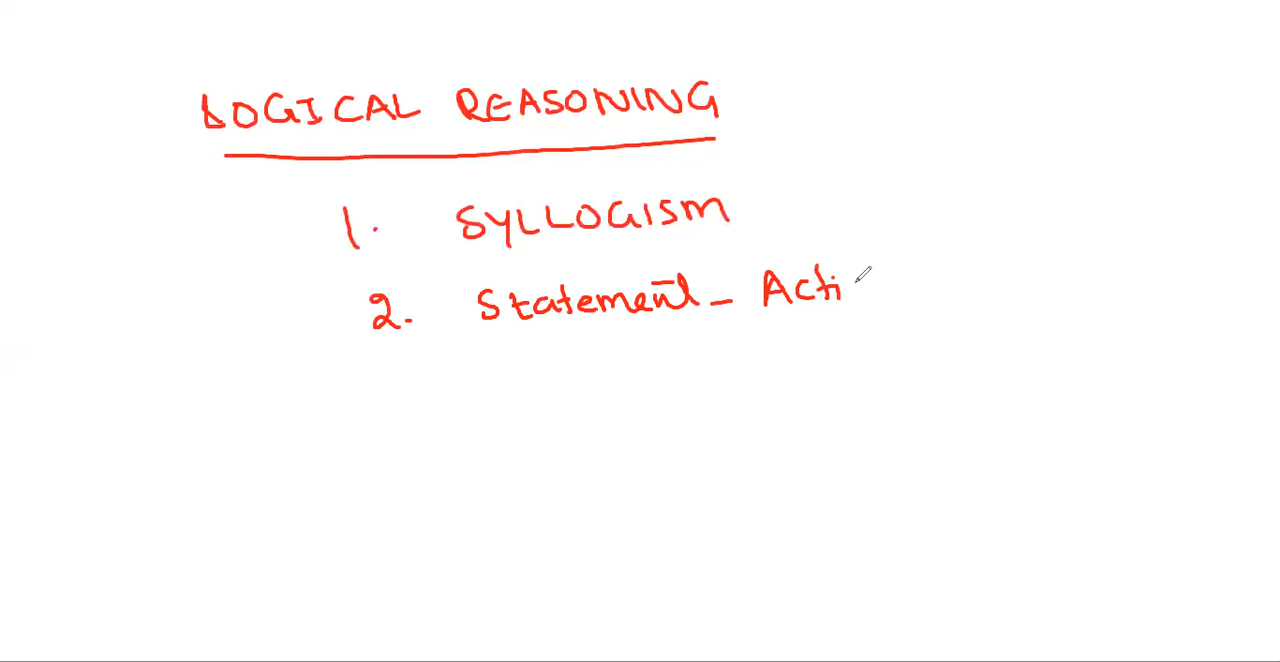 LOGICAL REASONING
1. SYLLOGISM
2. Statement - Acti